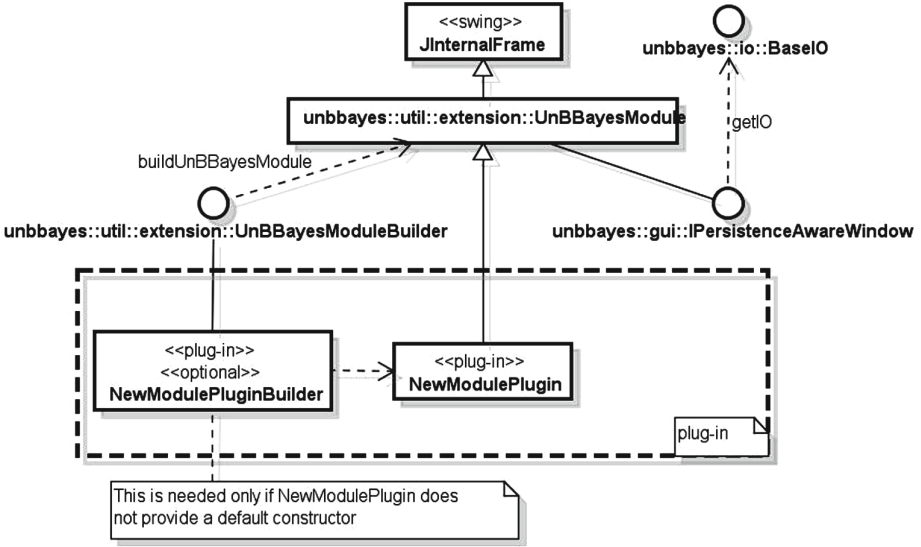 <<swing>>
JInternalFrame
unbbayes::io::BaseIO
unbbayes::util::extension::UnBBayesModule
getIO
buildUnBBayesModule
unbbayes::util::extension::UnBBayesModuleBuilder
unbbayes::gui::IPersistenceAwareWindow
<<plug-in>>
<<optional>>
NewModulePluginBuilder
<<plug-in>>
NewModulePlugin
plug-in
This is needed only if NewModulePlugin does
not provide a default constructor